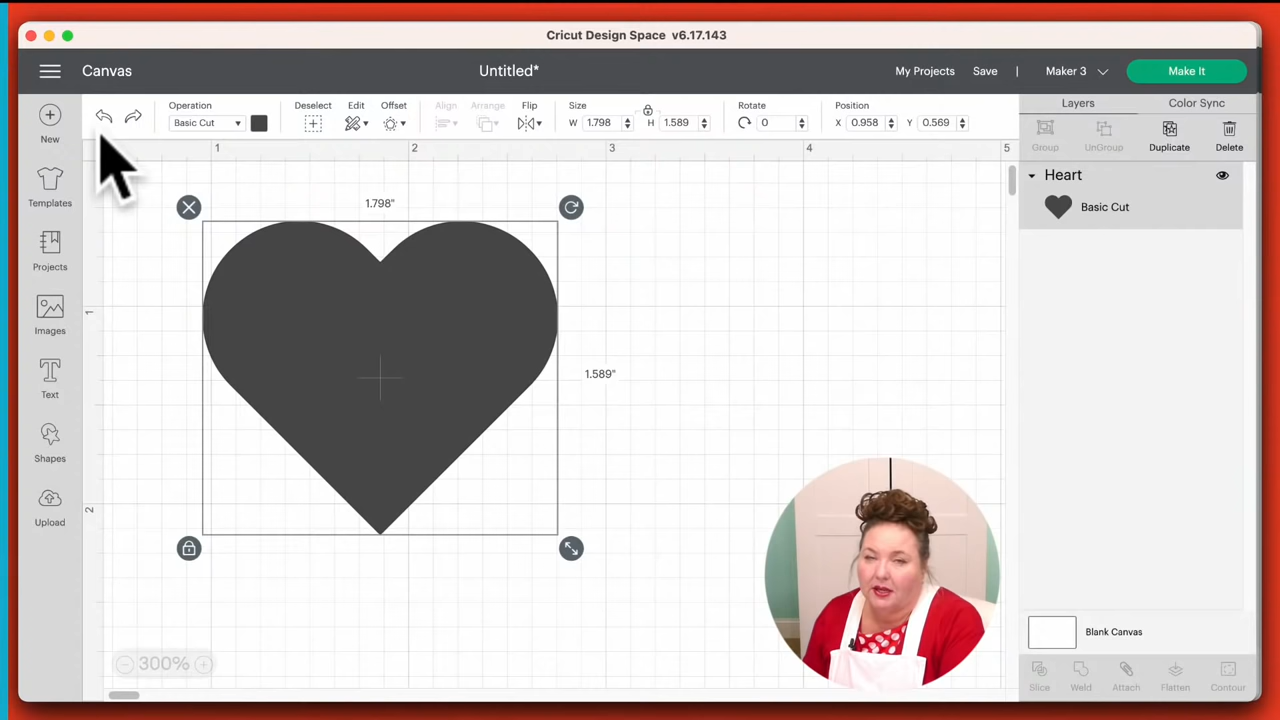 Cricut Design Space v6.17.143
Canvas
Untitled*
My Projects
Save
|
Maker 3
Make It
New
Templates
Projects
Images
Text
Shapes
Upload
Operation
Basic Cut
Deselect
Edit
Offset
Align
Arrange
Flip
Size
W 1.798
H 1.589
Rotate
0
Position
X 0.958
Y 0.569
1 2 3 4 5
1
2
1.798"
1.589"
300%
Layers
Color Sync
Group
UnGroup
Duplicate
Delete
Heart
Basic Cut
Blank Canvas
Slice
Weld
Attach
Flatten
Contour